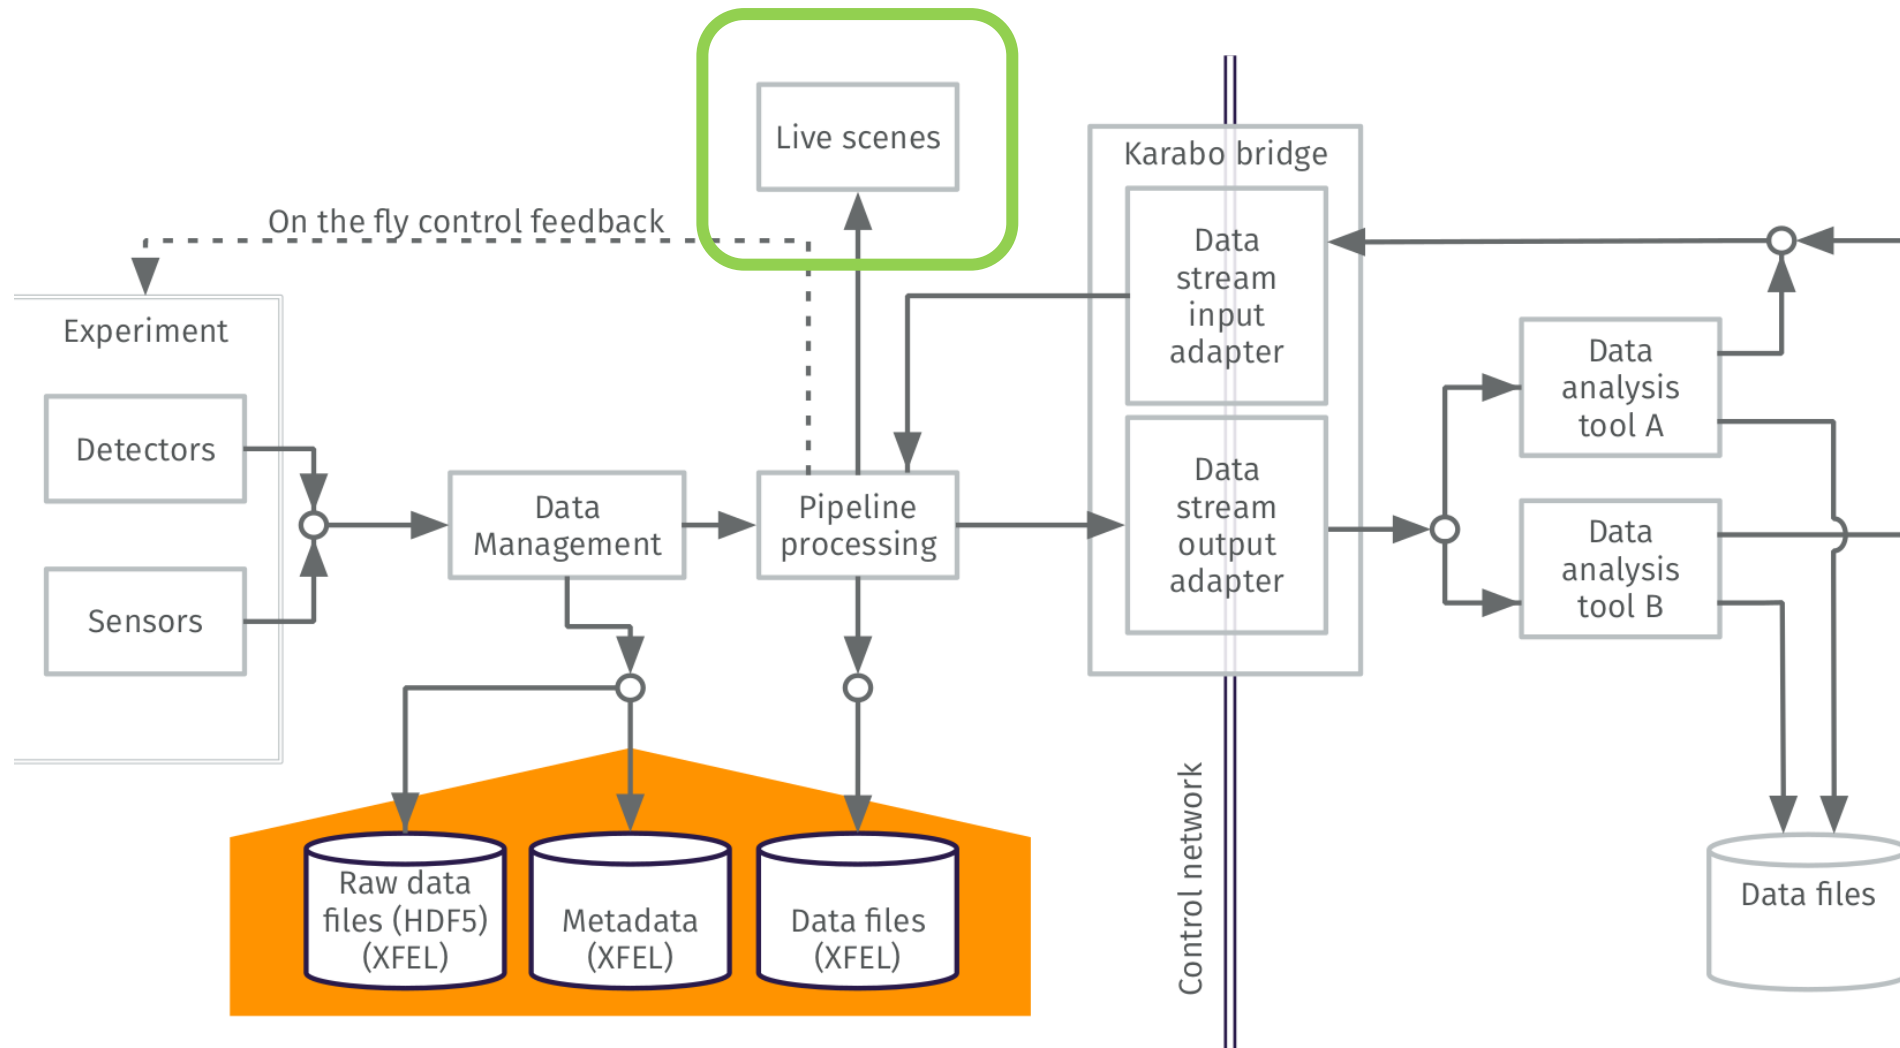 Live scenes
Karabo bridge
On the fly control feedback
Data
stream
input
adapter
Experiment
Data
analysis
tool A
Detectors
Data
stream
output
adapter
Data
Management
Pipeline
processing
Data
analysis
tool B
Sensors
Control network
Raw data
files (HDF5)
(XFEL)
Metadata
(XFEL)
Data files
(XFEL)
Data files